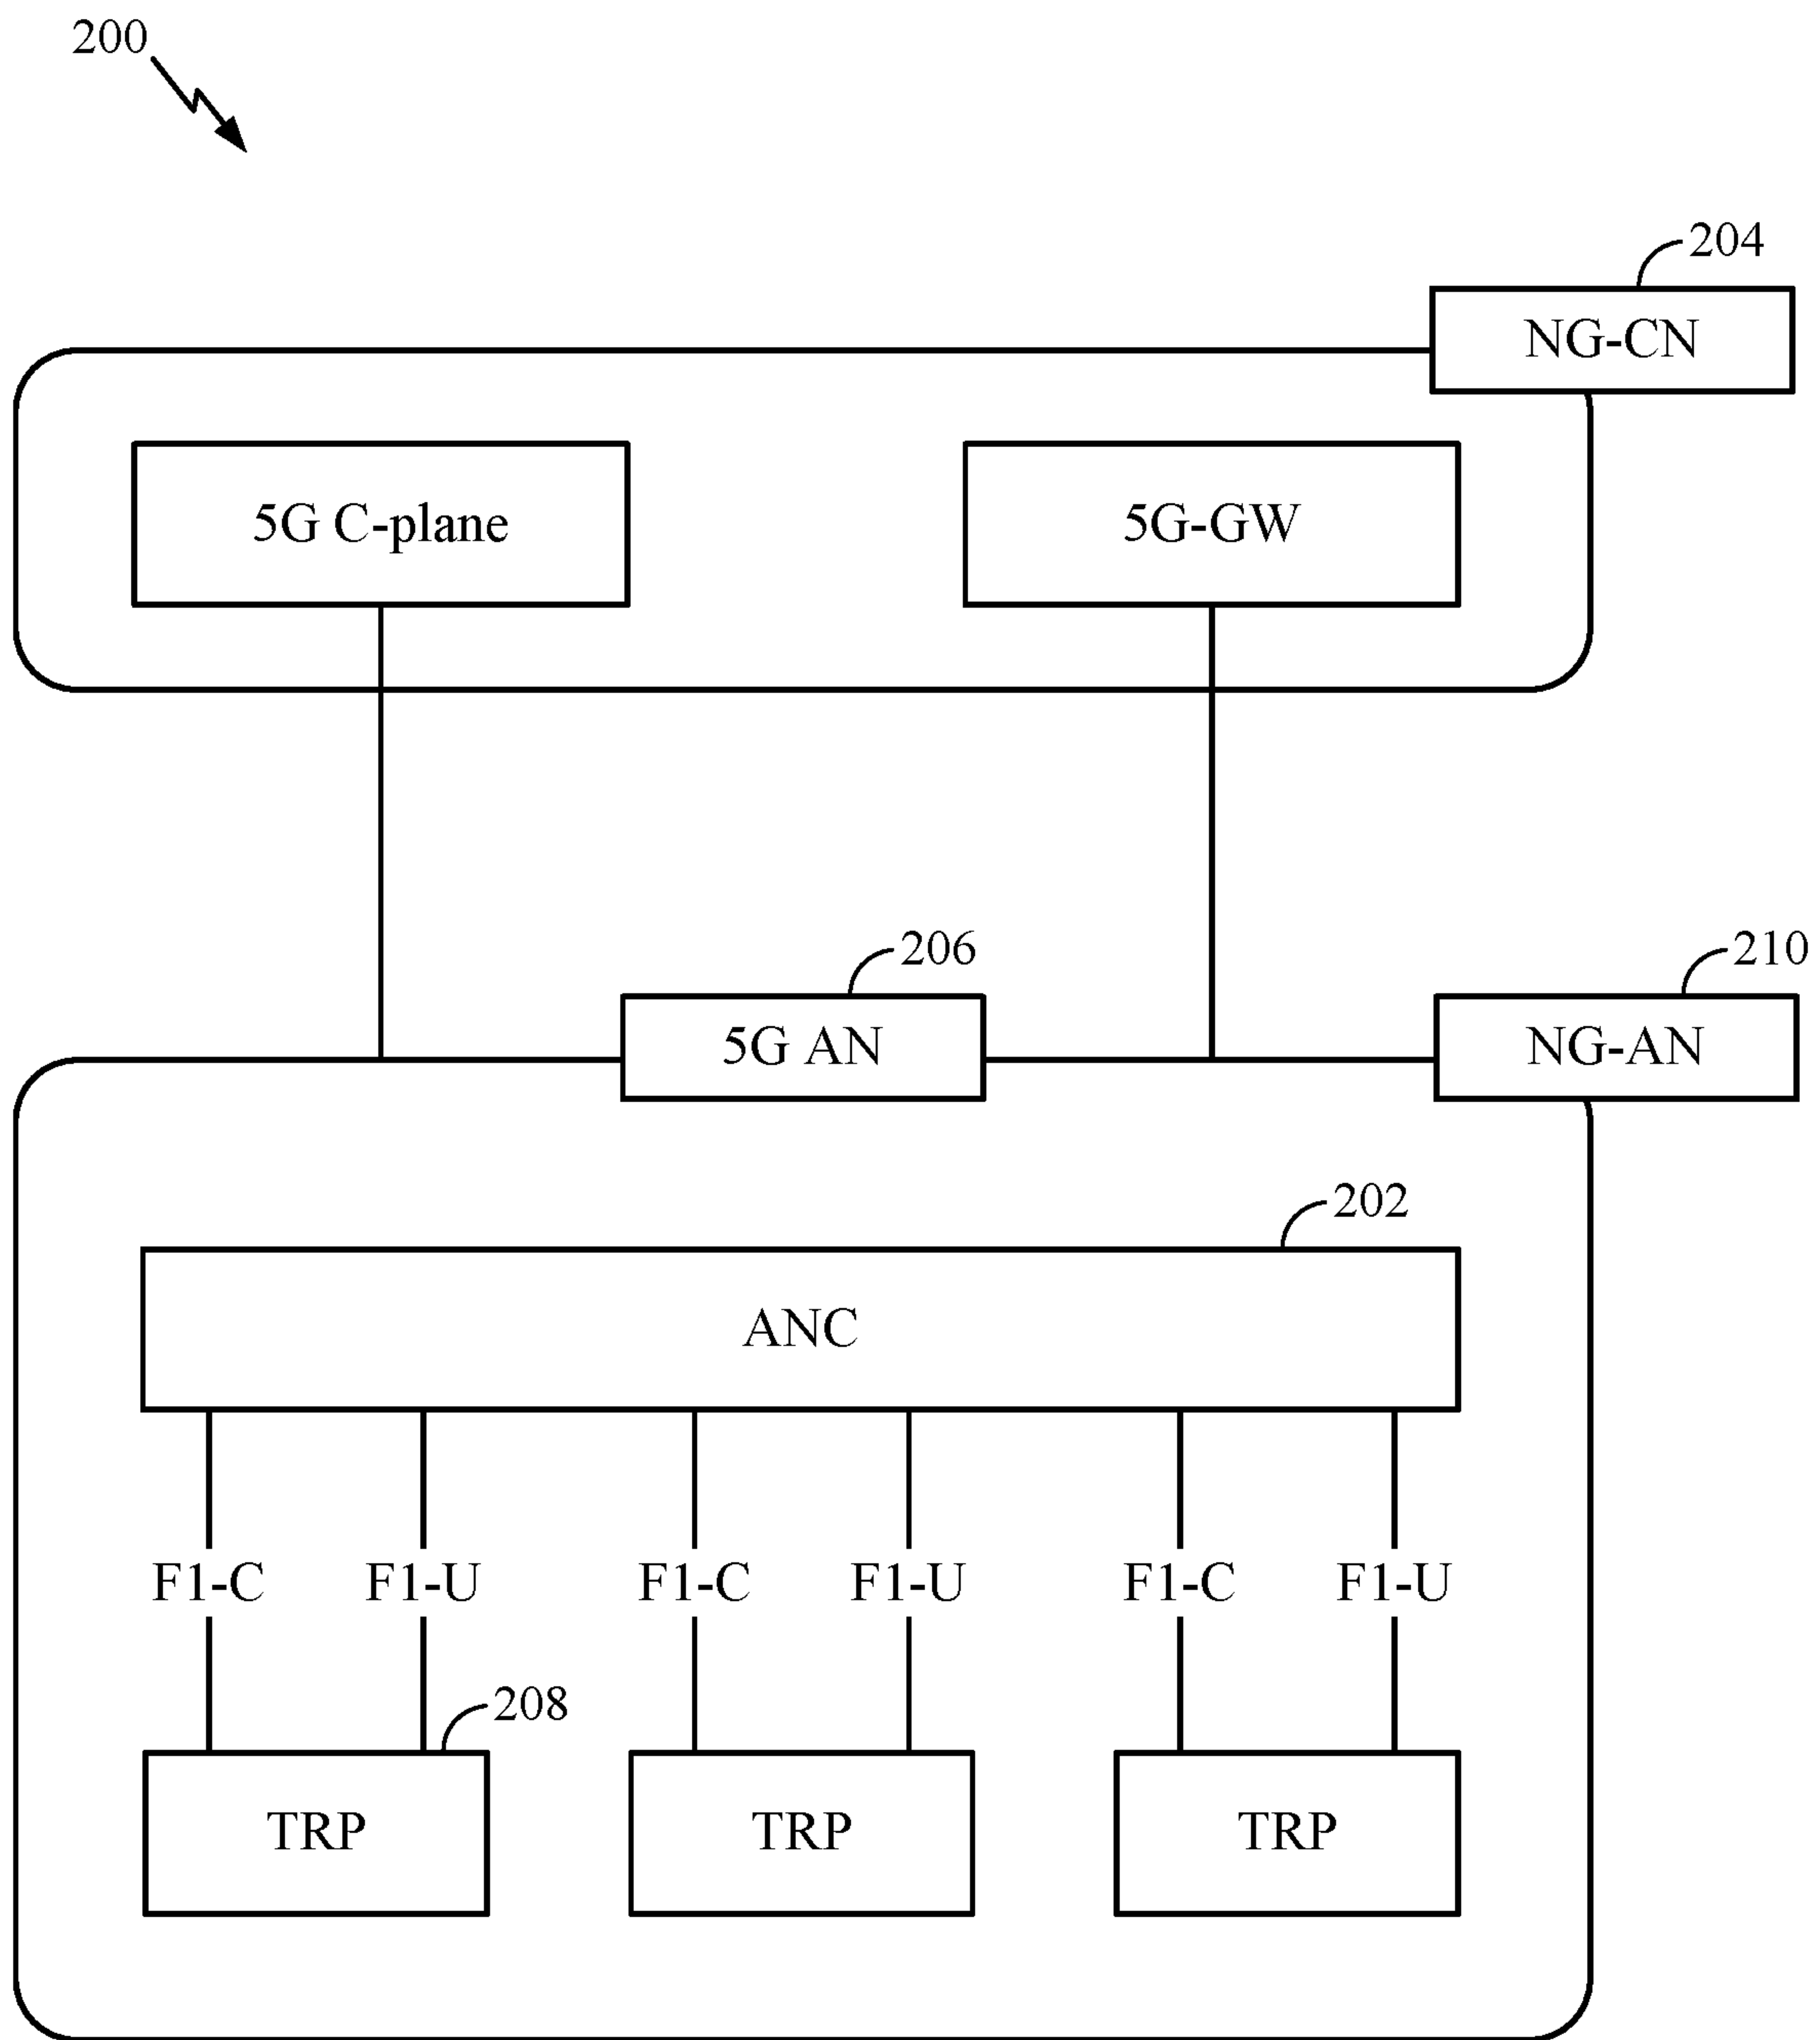 200
204
NG-CN
5G C-plane
5G-GW
206
210
5G AN
NG-AN
202
ANC
F1-C
F1-U
F1-C
F1-U
F1-C
F1-U
208
TRP
TRP
TRP